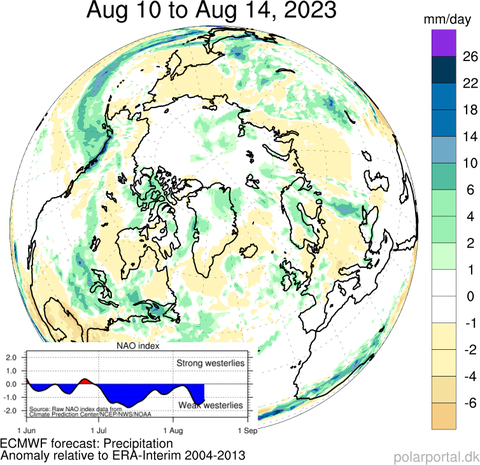 Aug 10 to Aug 14, 2023
mm/day
26
22
18
14
10
6
4
2
1
0
-1
-2
-4
-6
NAO index
2.0
1.0
0.0
-1.0
-2.0
Strong westerlies
Weak westerlies
Source: Raw NAO index data from
Climate Prediction Center/NCEP/NWS/NOAA
1 Jun
1 Jul
1 Aug
1 Sep
ECMWF forecast: Precipitation
Anomaly relative to ERA-Interim 2004-2013
polarportal.dk